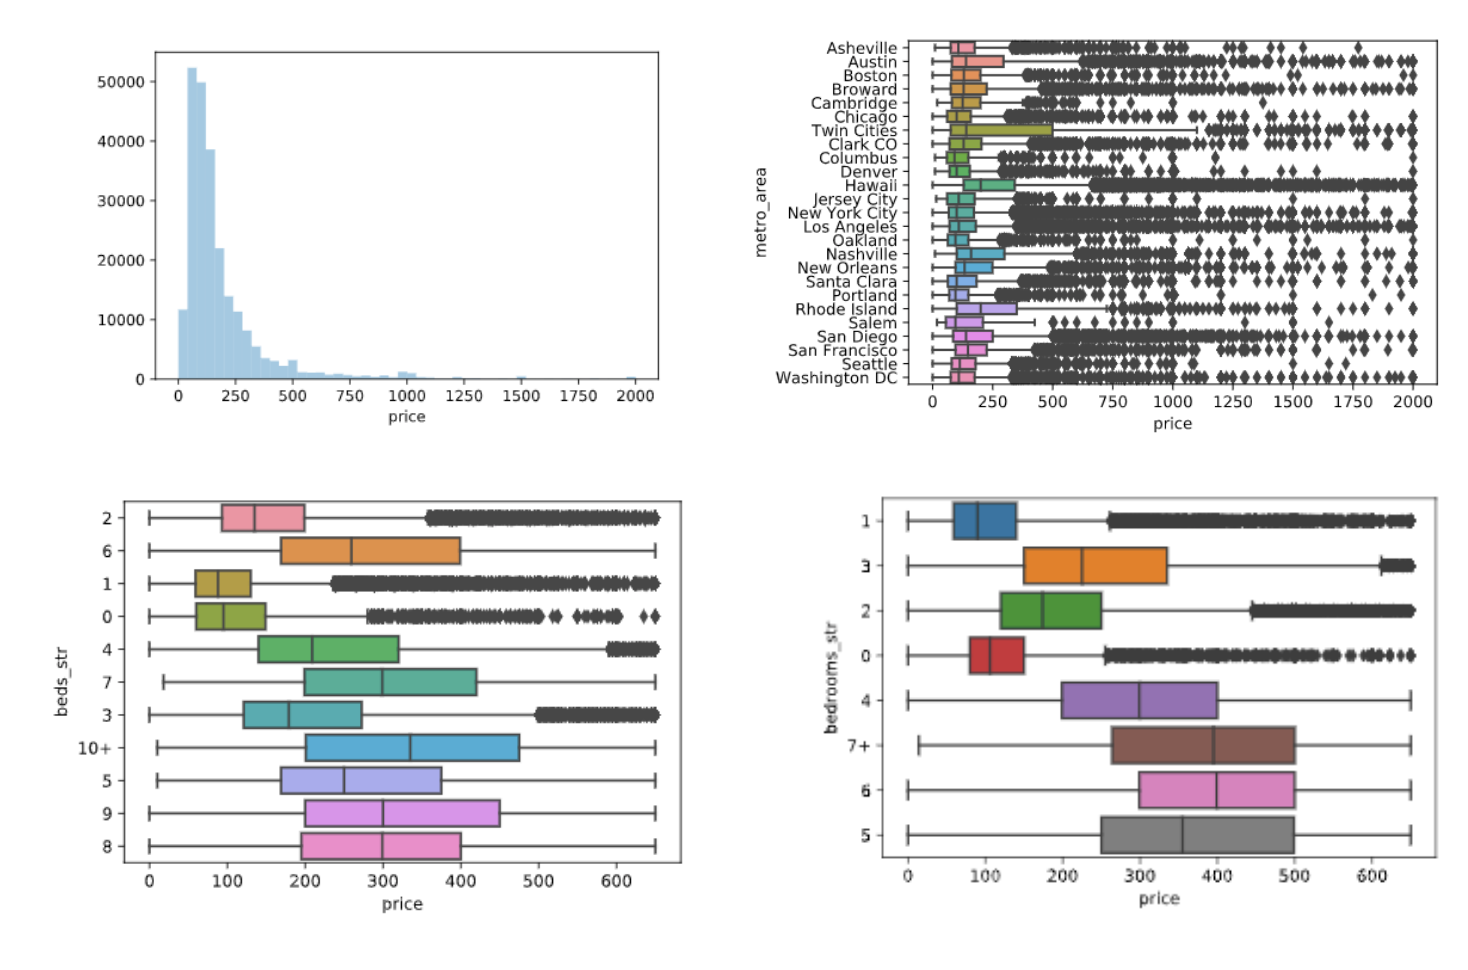 50000
40000
30000
20000
10000
0
0 250 500 750 1000 1250 1500 1750 2000
price
metro_area
Asheville
Austin
Boston
Broward
Cambridge
Chicago
Twin Cities
Clark CO
Columbus
Denver
Hawaii
Jersey City
New York City
Los Angeles
Oakland
Nashville
New Orleans
Santa Clara
Portland
Rhode Island
Salem
San Diego
San Francisco
Seattle
Washington DC
0 250 500 750 1000 1250 1500 1750 2000
price
beds_str
2
6
1
0
4
7
3
10+
5
9
8
0 100 200 300 400 500 600
price
bedrooms_str
1
3
2
0
4
7+
6
5
0 100 200 300 400 500 600
price